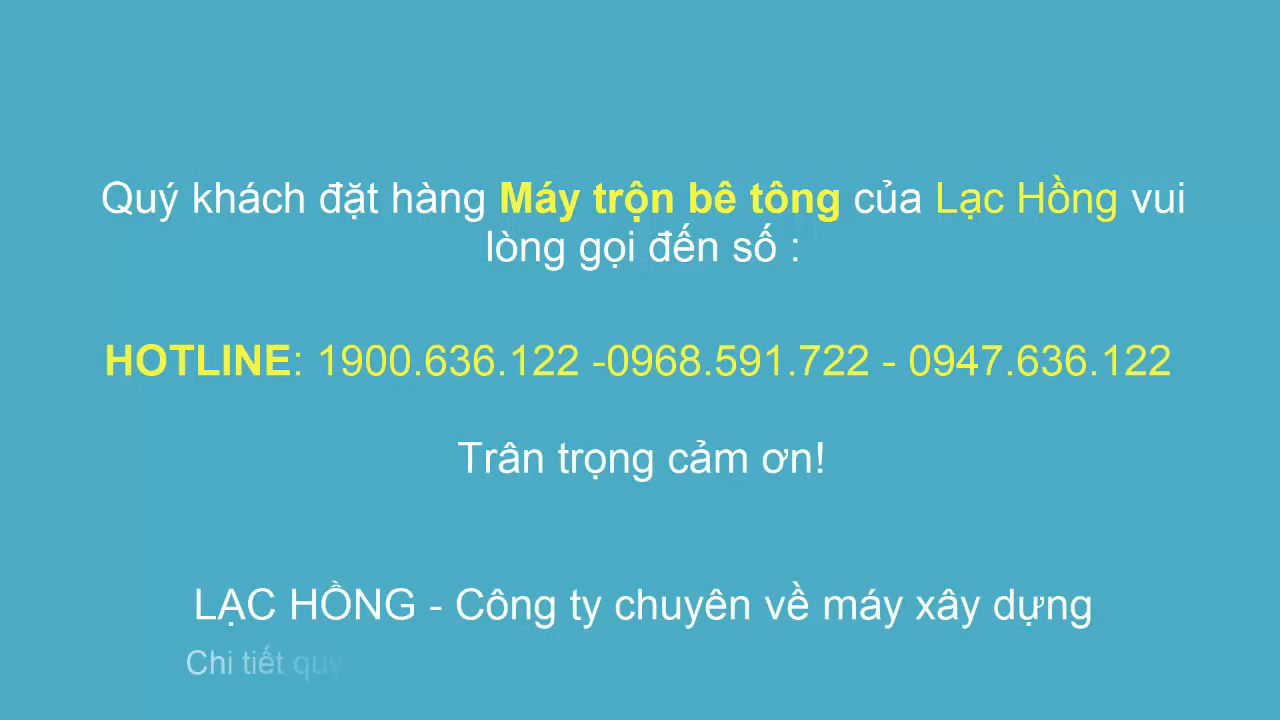 Quý khách đặt hàng Máy trộn bê tông của Lạc Hồng vui
lòng gọi đến số :
HOTLINE: 1900.636.122 -0968.591.722 - 0947.636.122
Trân trọng cảm ơn!
LẠC HỒNG - Công ty chuyên về máy xây dựng
Chi tiết quý